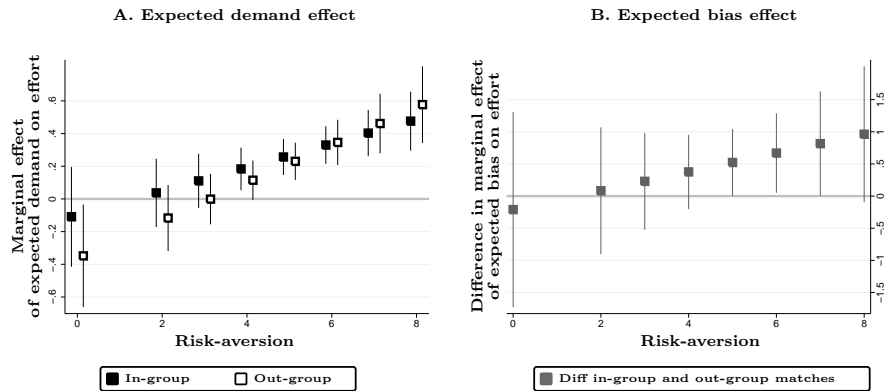 A. Expected demand effect
Marginal effect
of expected demand on effort
.6
.4
.2
0
-.2
-.4
-.6
0 2 4 6 8
Risk-aversion
In-group Out-group
B. Expected bias effect
Difference in marginal effect
of expected bias on effort
1.5
1
.5
0
-.5
-1
-1.5
0 2 4 6 8
Risk-aversion
Diff in-group and out-group matches